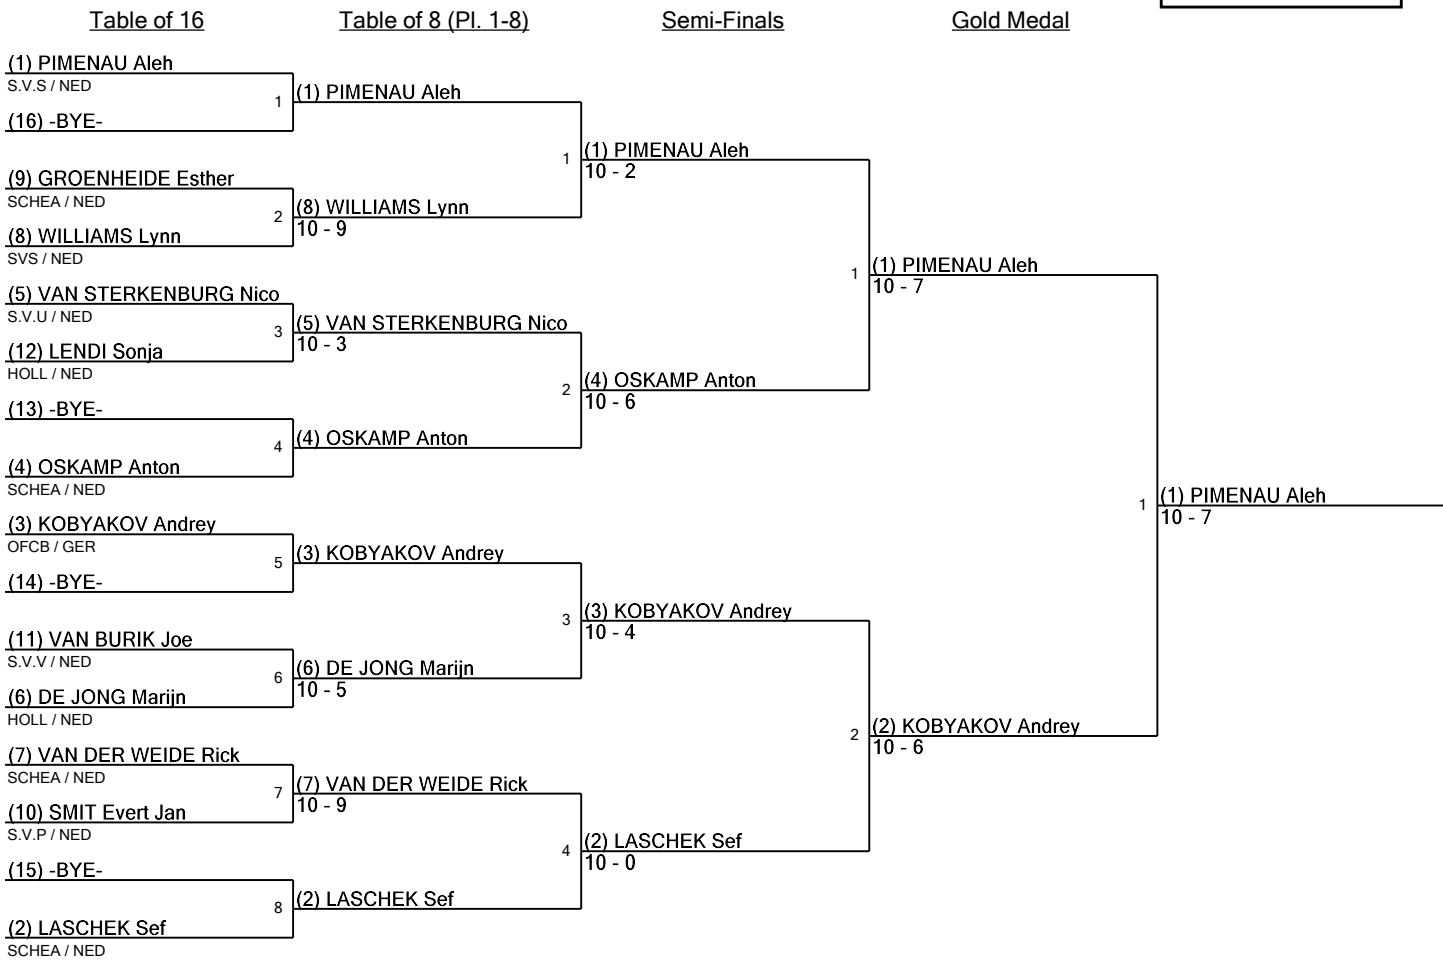 Table of 16
Table of 8 (Pl. 1-8)
Semi-Finals
Gold Medal
(1) PIMENAU Aleh
S.V.S / NED
1
(16) -BYE-
(9) GROENHEIDE Esther
SCHEA / NED
2
(8) WILLIAMS Lynn
SVS / NED
(5) VAN STERKENBURG Nico
S.V.U / NED
3
(12) LENDI Sonja
HOLL / NED
(13) -BYE-
4
(4) OSKAMP Anton
SCHEA / NED
(3) KOBYAKOV Andrey
OFCB / GER
5
(14) -BYE-
(11) VAN BURIK Joe
S.V.V / NED
6
(6) DE JONG Marijn
HOLL / NED
(7) VAN DER WEIDE Rick
SCHEA / NED
7
(10) SMIT Evert Jan
S.V.P / NED
(15) -BYE-
8
(2) LASCHEK Sef
SCHEA / NED
(1) PIMENAU Aleh
1
(8) WILLIAMS Lynn
10 - 9
(5) VAN STERKENBURG Nico
10 - 3
2
(4) OSKAMP Anton
(3) KOBYAKOV Andrey
3
(6) DE JONG Marijn
10 - 5
(7) VAN DER WEIDE Rick
10 - 9
4
(2) LASCHEK Sef
(1) PIMENAU Aleh
10 - 2
1
(4) OSKAMP Anton
10 - 6
(3) KOBYAKOV Andrey
10 - 4
2
(2) LASCHEK Sef
10 - 0
(1) PIMENAU Aleh
10 - 7
1
(2) KOBYAKOV Andrey
10 - 6
(1) PIMENAU Aleh
10 - 7